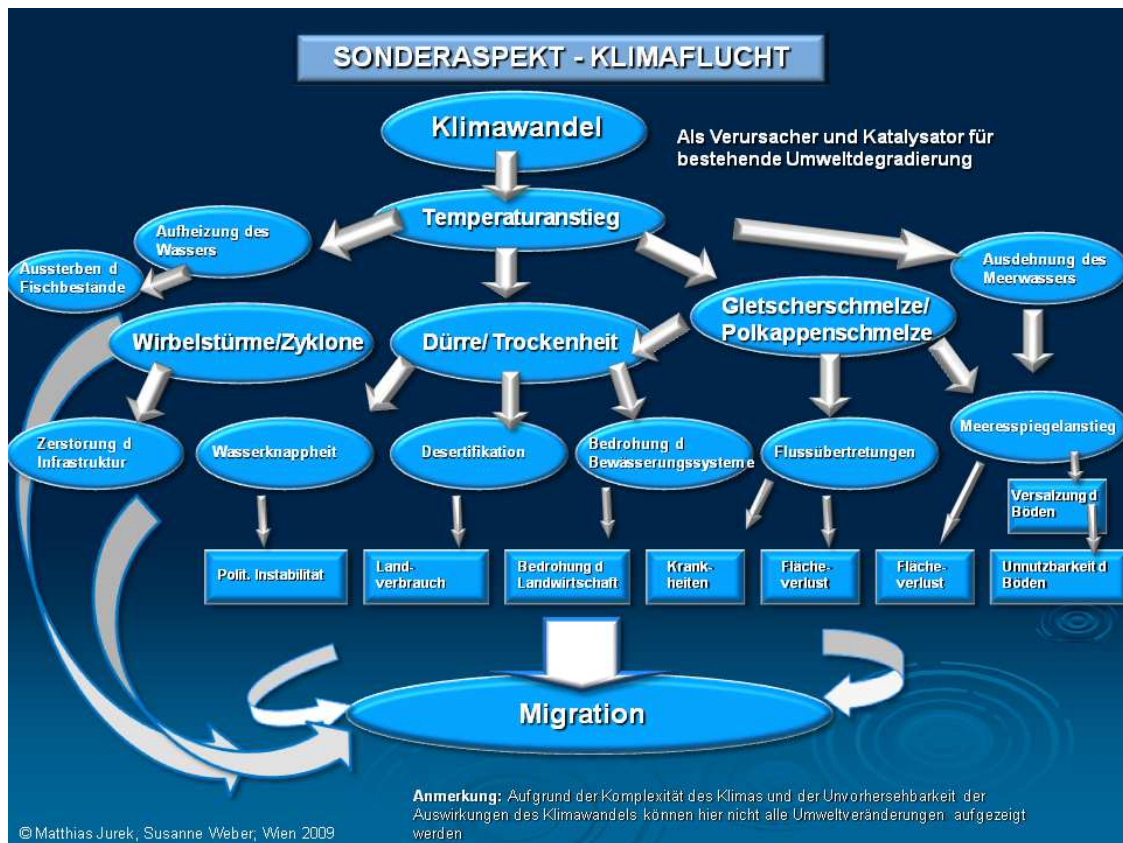 SONDERASPEKT - KLIMAFLUCHT
Klimawandel
Als Verursacher und Katalysator für
bestehende Umweltdegradierung
Temperaturanstieg
Aufheizung des
Wassers
Ausdehnung des
Meerwassers
Aussterben d
Fischbestände
Wirbelstürme/Zyklone
Dürre/ Trockenheit
Gletscherschmelze/
Polkappenschmelze
Zerstörung d
Infrastruktur
Wasserknappheit
Desertifikation
Bedrohung d
Bewässerungssysteme
Flussübertretungen
Meeresspiegelanstieg
Versalzung d
Böden
Polit. Instabilität
Land-
verbrauch
Bedrohung d
Landwirtschaft
Krank-
heiten
Fläche-
verlust
Fläche-
verlust
Unnutzbarkeit d
Böden
Migration
Anmerkung: Aufgrund der Komplexität des Klimas und der Unvorhersehbarkeit der
Auswirkungen des Klimawandels können hier nicht alle Umweltveränderungen aufgezeigt
werden
© Matthias Jurek, Susanne Weber; Wien 2009